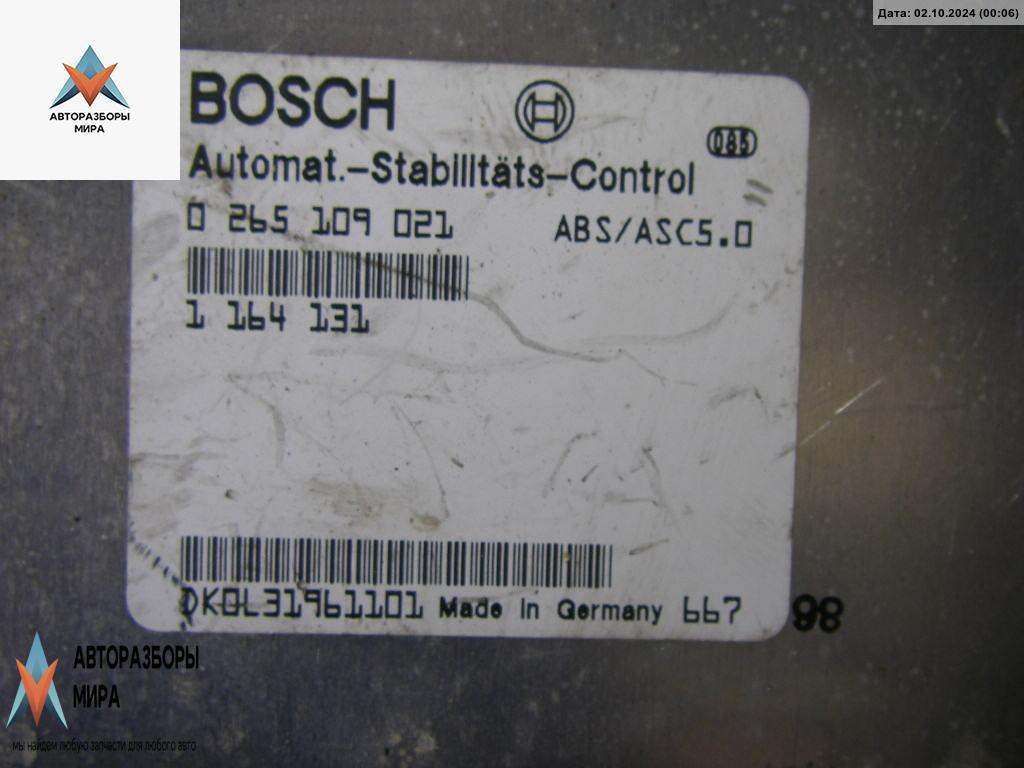 Дата: 02.10.2024 (00:06)
АВТОРАЗБОРЫ
МИРА
BOSCH
085
Automat.-Stabilitäts-Control
0 265 109 021 ABS/ASC5.0
1 164 131
DK0L31961101 Made in Germany 667
98
АВТОРАЗБОРЫ
МИРА
мы найдем любую запчасти для любого авто